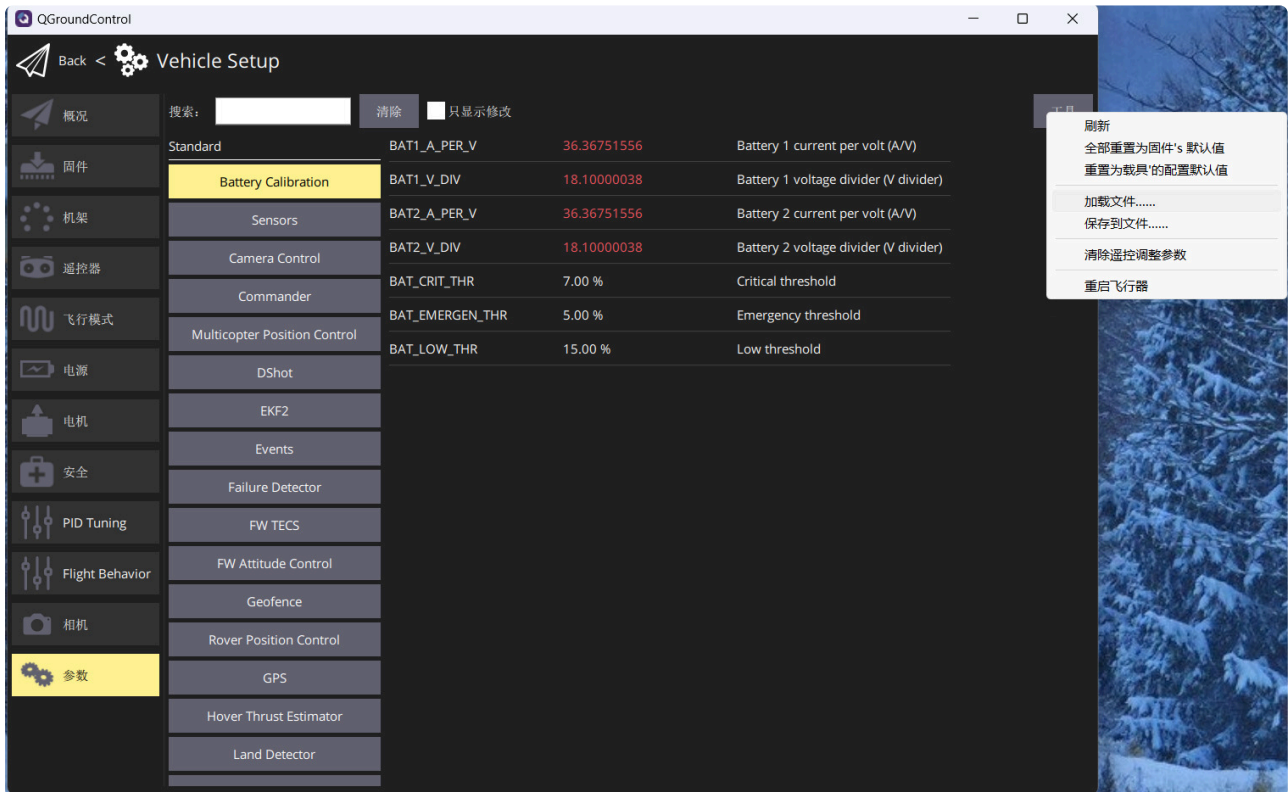 QGroundControl
Back < Vehicle Setup
概况
固件
机架
遥控器
飞行模式
电源
电机
安全
PID Tuning
Flight Behavior
相机
参数
搜索:
清除
只显示修改
工具
Standard
Battery Calibration
Sensors
Camera Control
Commander
Multicopter Position Control
DShot
EKF2
Events
Failure Detector
FW TECS
FW Attitude Control
Geofence
Rover Position Control
GPS
Hover Thrust Estimator
Land Detector
BAT1_A_PER_V 36.36751556 Battery 1 current per volt (A/V)
BAT1_V_DIV 18.10000038 Battery 1 voltage divider (V divider)
BAT2_A_PER_V 36.36751556 Battery 2 current per volt (A/V)
BAT2_V_DIV 18.10000038 Battery 2 voltage divider (V divider)
BAT_CRIT_THR 7.00 % Critical threshold
BAT_EMERGEN_THR 5.00 % Emergency threshold
BAT_LOW_THR 15.00 % Low threshold
刷新
全部重置为固件's 默认值
重置为载具'的配置默认值
加载文件......
保存到文件......
清除遥控调整参数
重启飞行器